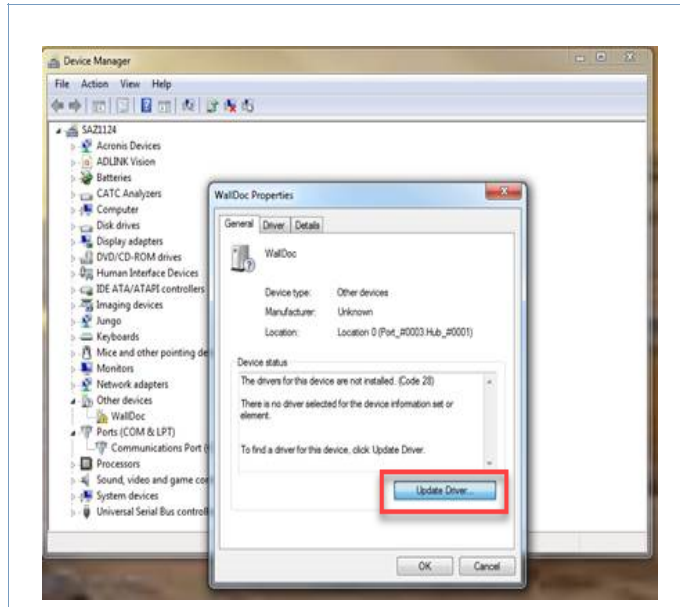 Device Manager
File Action View Help
SAZ1124
Acronis Devices
ADLINK Vision
Batteries
CATC Analyzers
Computer
Disk drives
Display adapters
DVD/CD-ROM drives
Human Interface Devices
IDE ATA/ATAPI controllers
Imaging devices
Jungo
Keyboards
Mice and other pointing de
Monitors
Network adapters
Other devices
WallDoc
Ports (COM & LPT)
Communications Port (
Processors
Sound, video and game co
System devices
Universal Serial Bus control
WallDoc Properties
General Driver Details
WallDoc
Device type: Other devices
Manufacturer: Unknown
Location: Location 0 (Port_#0003.Hub_#0001)
Device status
The drivers for this device are not installed. (Code 28)
There is no driver selected for the device information set or
element.
To find a driver for this device, click Update Driver.
Update Driver...
OK Cancel